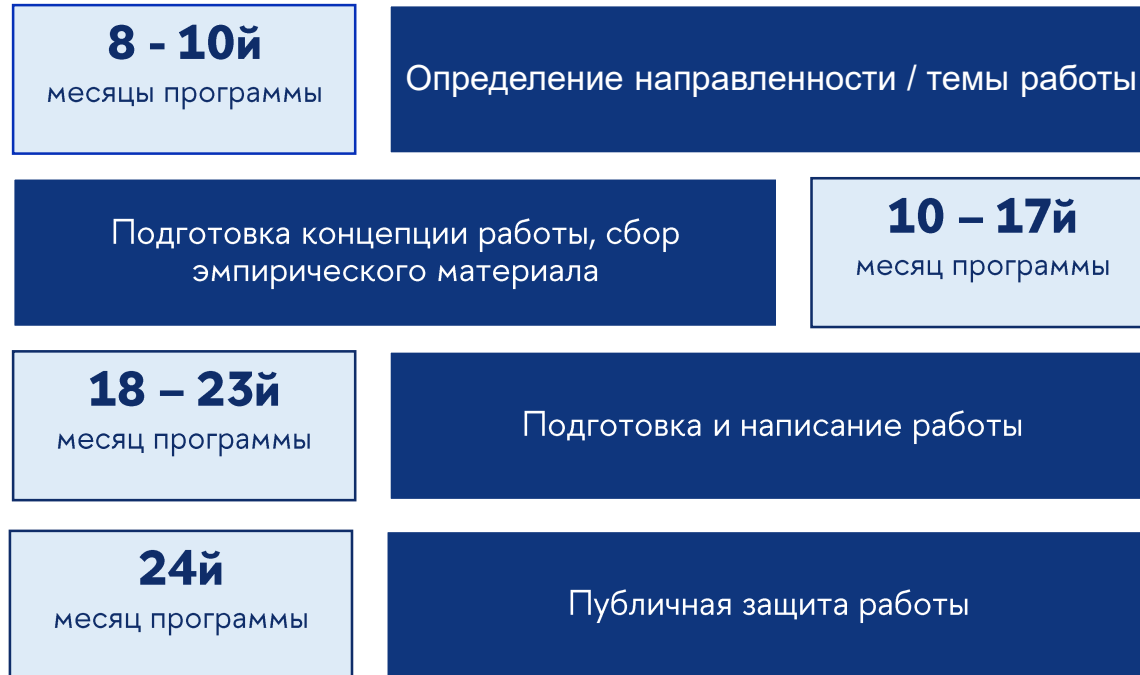 8 - 10й
месяцы программы
Определение направленности / темы работы
Подготовка концепции работы, сбор
эмпирического материала
10 – 17й
месяц программы
18 – 23й
месяц программы
Подготовка и написание работы
24й
месяц программы
Публичная защита работы